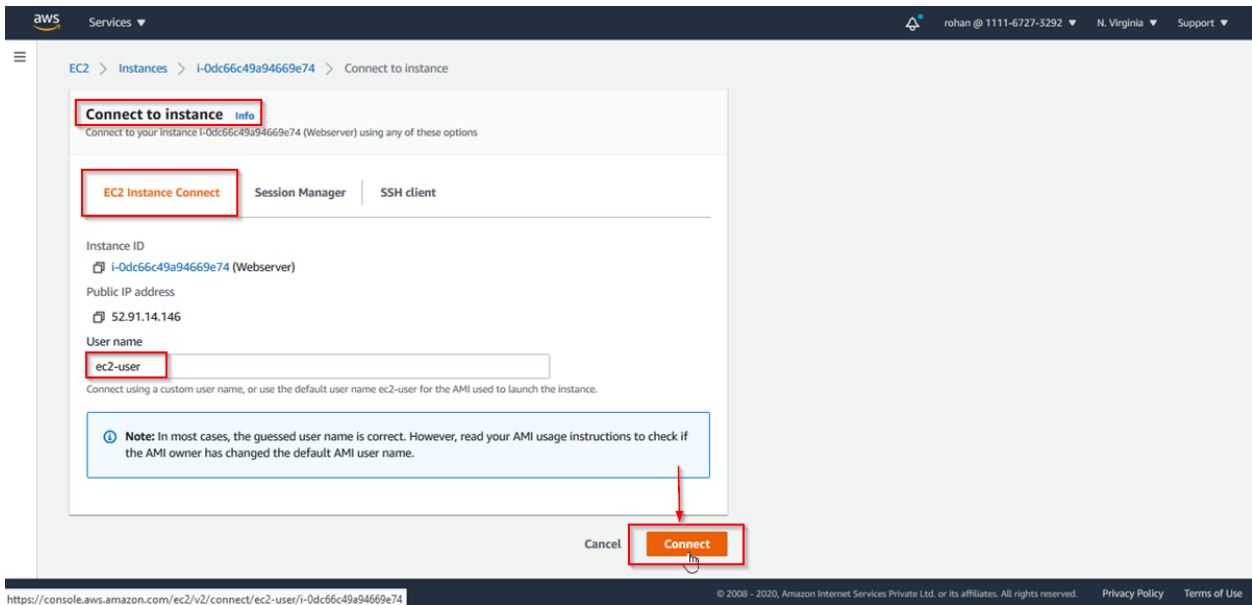 aws Services ▼ rohan @ 1111-6727-3292 ▼ N. Virginia ▼ Support ▼
EC2 > Instances > i-0dc66c49a94669e74 > Connect to instance
Connect to instance Info
Connect to your instance i-0dc66c49a94669e74 (Webserver) using any of these options
EC2 Instance Connect Session Manager SSH client
Instance ID
i-0dc66c49a94669e74 (Webserver)
Public IP address
52.91.14.146
User name
ec2-user
Connect using a custom user name, or use the default user name ec2-user for the AMI used to launch the instance.
Note: In most cases, the guessed user name is correct. However, read your AMI usage instructions to check if
the AMI owner has changed the default AMI user name.
Cancel Connect
https://console.aws.amazon.com/ec2/v2/connect/ec2-user/i-0dc66c49a94669e74 © 2008 - 2020, Amazon Internet Services Private Ltd. or its affiliates. All rights reserved. Privacy Policy Terms of Use